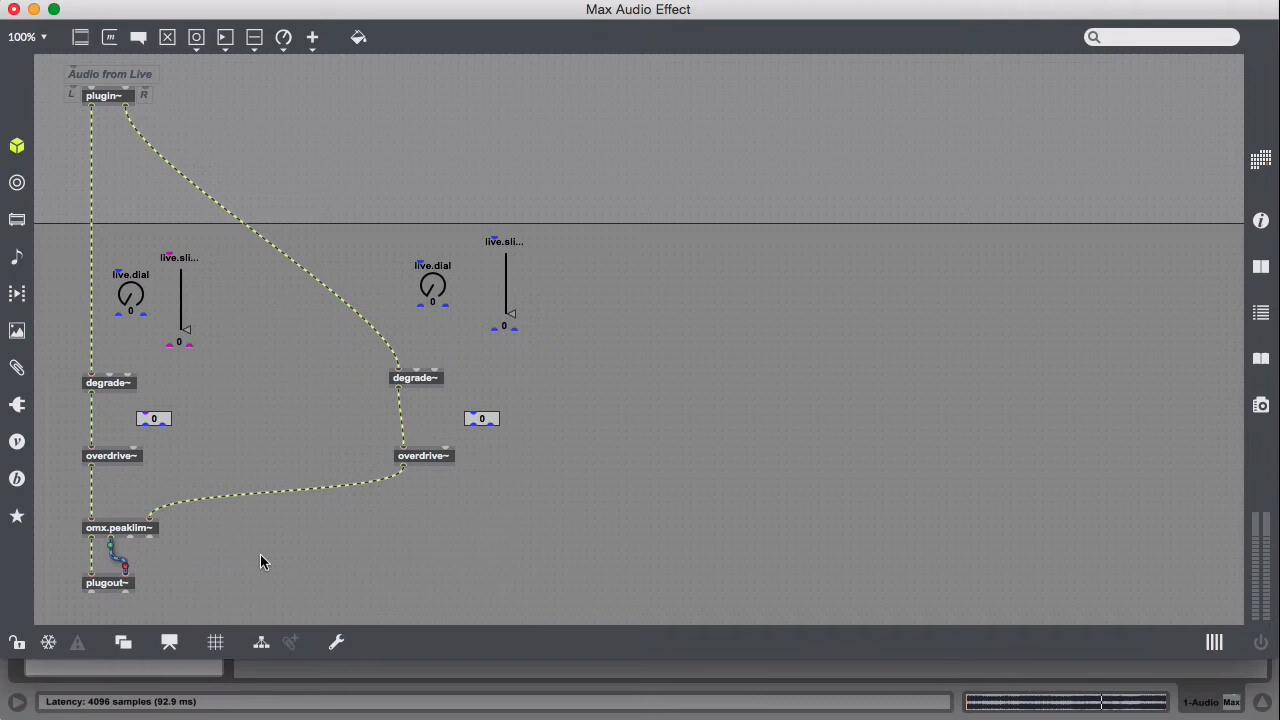 Max Audio Effect
100%
Audio from Live
L plugin~ R
live.dial
0
live.sli...
0
live.dial
0
live.sli...
0
degrade~
degrade~
0
0
overdrive~
overdrive~
omx.peaklim~
plugout~
Latency: 4096 samples (92.9 ms)
1-Audio Max